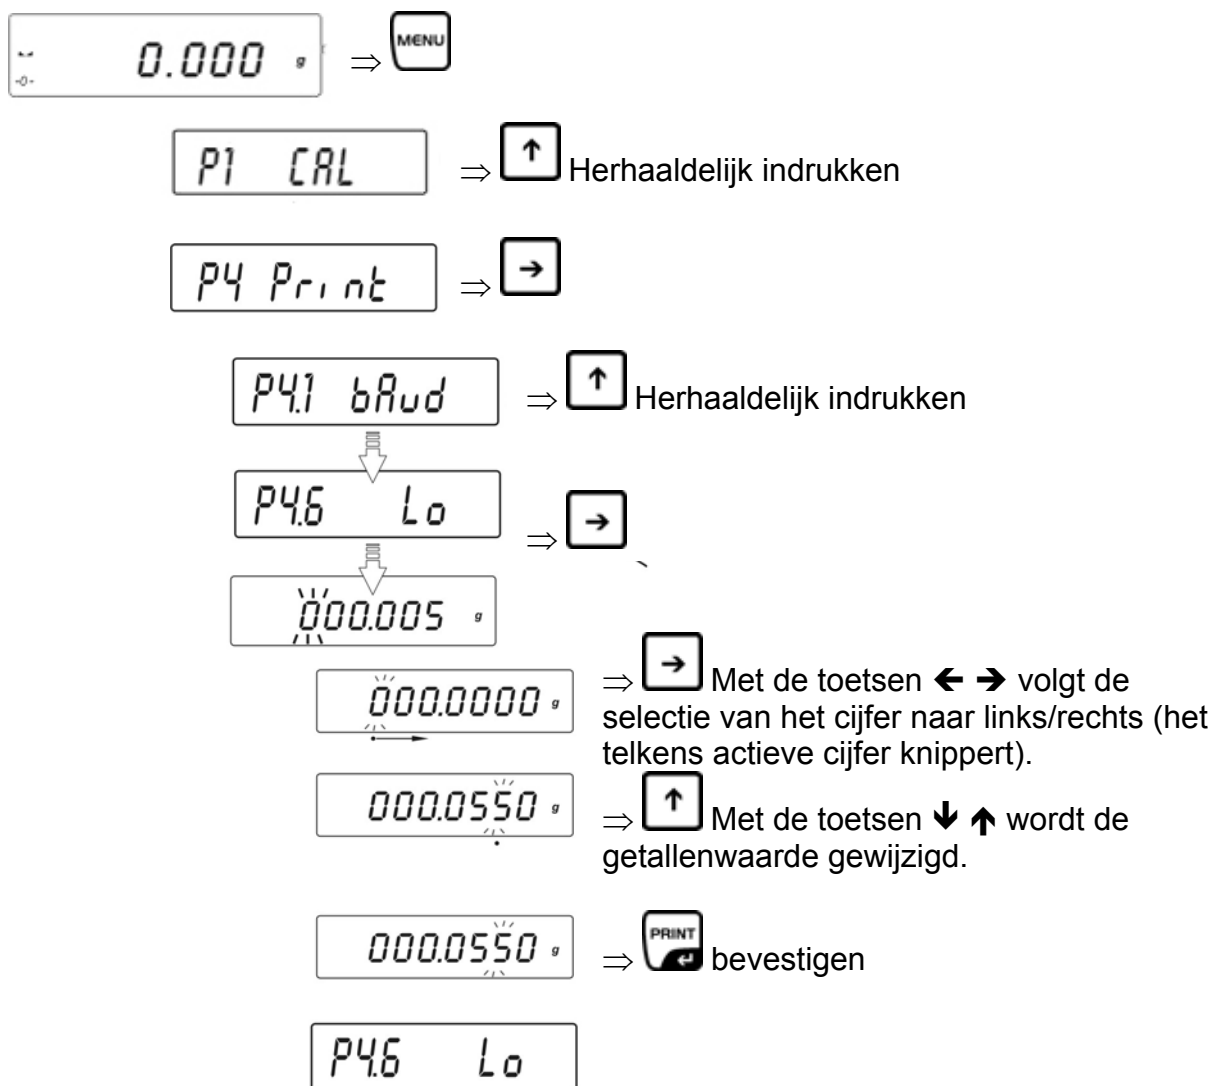 0.000 g ⇒ MENU
-0-
P1 CAL ⇒ ↑ Herhaaldelijk indrukken
P4 Print ⇒ →
P4.1 bAud ⇒ ↑ Herhaaldelijk indrukken
P4.6 Lo ⇒ →
000.005 g
000.0000 g ⇒ → Met de toetsen ← → volgt de
selectie van het cijfer naar links/rechts (het
telkens actieve cijfer knippert).
000.0550 g ⇒ ↑ Met de toetsen ↓ ↑ wordt de
getallenwaarde gewijzigd.
000.0550 g ⇒ PRINT bevestigen
P4.6 Lo